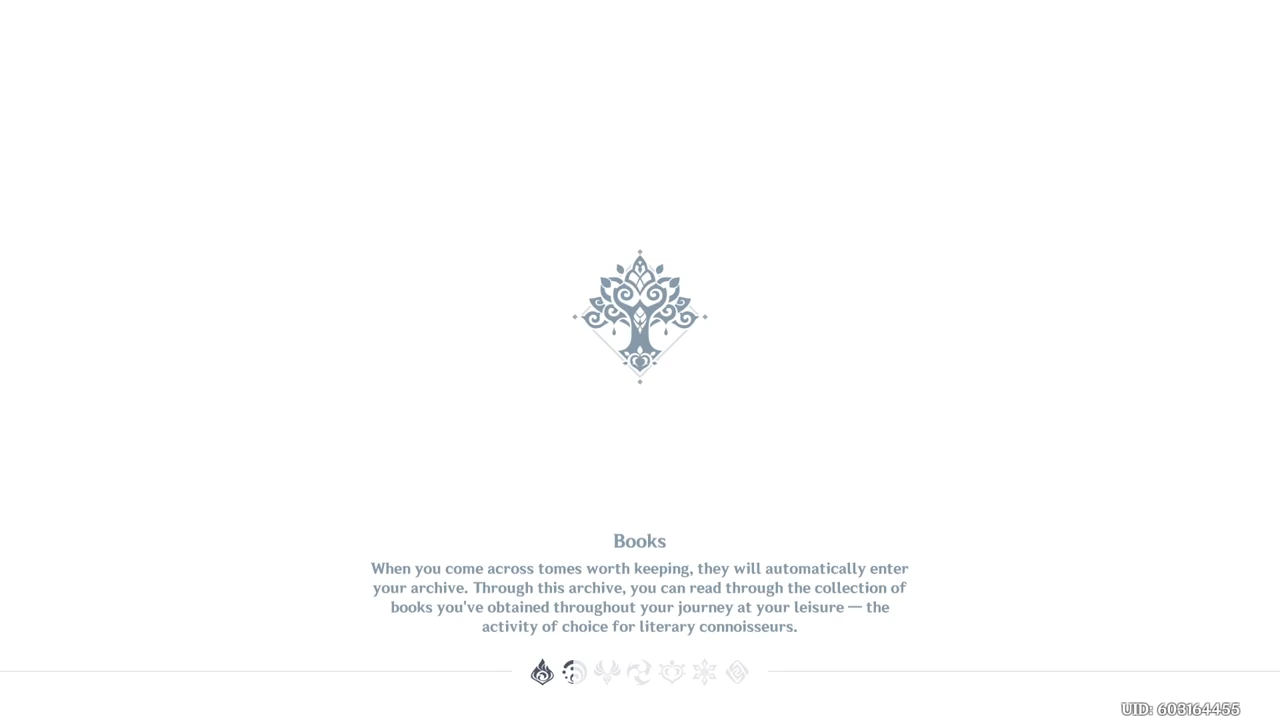 Books
When you come across tomes worth keeping, they will automatically enter
your archive. Through this archive, you can read through the collection of
books you've obtained throughout your journey at your leisure — the
activity of choice for literary connoisseurs.
UID: 603164455